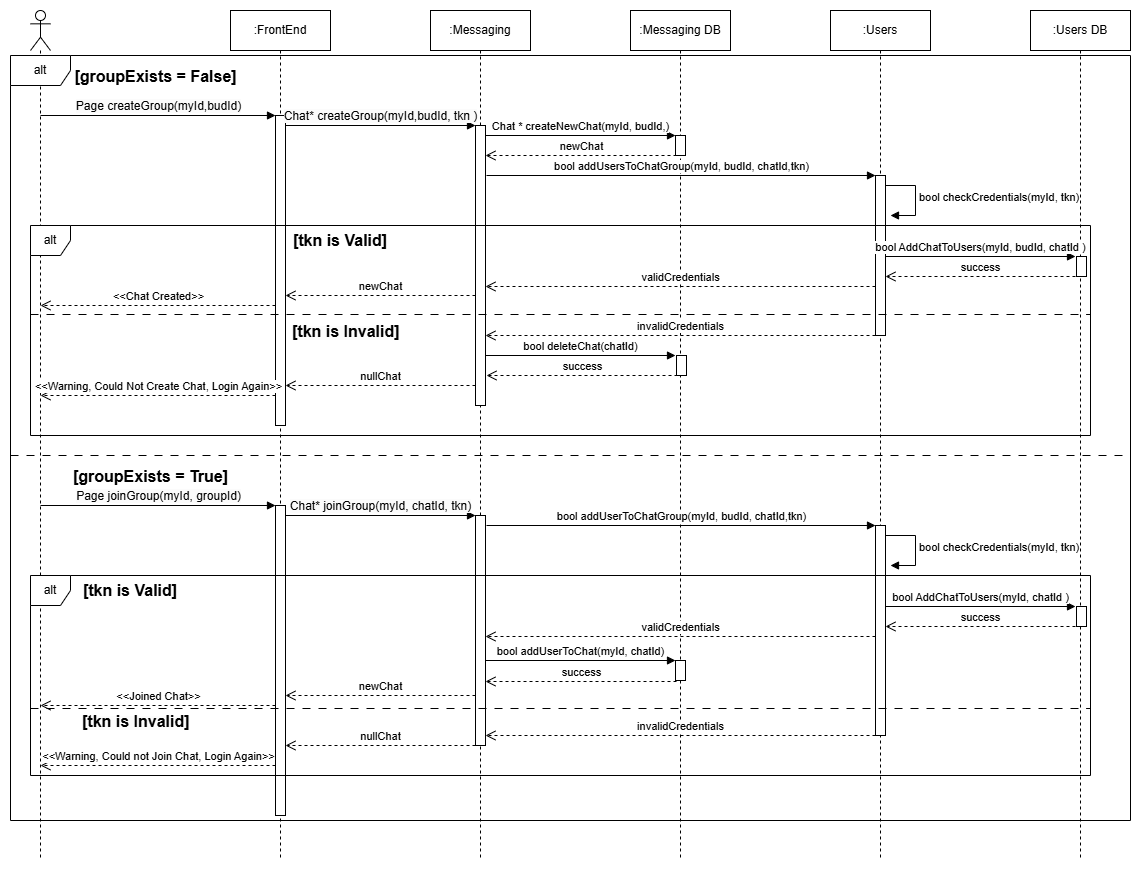 :FrontEnd
:Messaging
:Messaging DB
:Users
:Users DB
alt
[groupExists = False]
Page createGroup(myId,budId)
Chat* createGroup(myId,budId, tkn )
Chat * createNewChat(myId, budId,)
newChat
bool addUsersToChatGroup(myId, budId, chatId,tkn)
bool checkCredentials(myId, tkn)
alt
[tkn is Valid]
bool AddChatToUsers(myId, budId, chatId )
success
validCredentials
newChat
<<Chat Created>>
[tkn is Invalid]
invalidCredentials
bool deleteChat(chatId)
success
nullChat
<<Warning, Could Not Create Chat, Login Again>>
[groupExists = True]
Page joinGroup(myId, groupId)
Chat* joinGroup(myId, chatId, tkn)
bool addUserToChatGroup(myId, budId, chatId,tkn)
bool checkCredentials(myId, tkn)
alt
[tkn is Valid]
bool AddChatToUsers(myId, chatId )
success
validCredentials
bool addUserToChat(myId, chatId)
success
newChat
<<Joined Chat>>
[tkn is Invalid]
invalidCredentials
nullChat
<<Warning, Could not Join Chat, Login Again>>